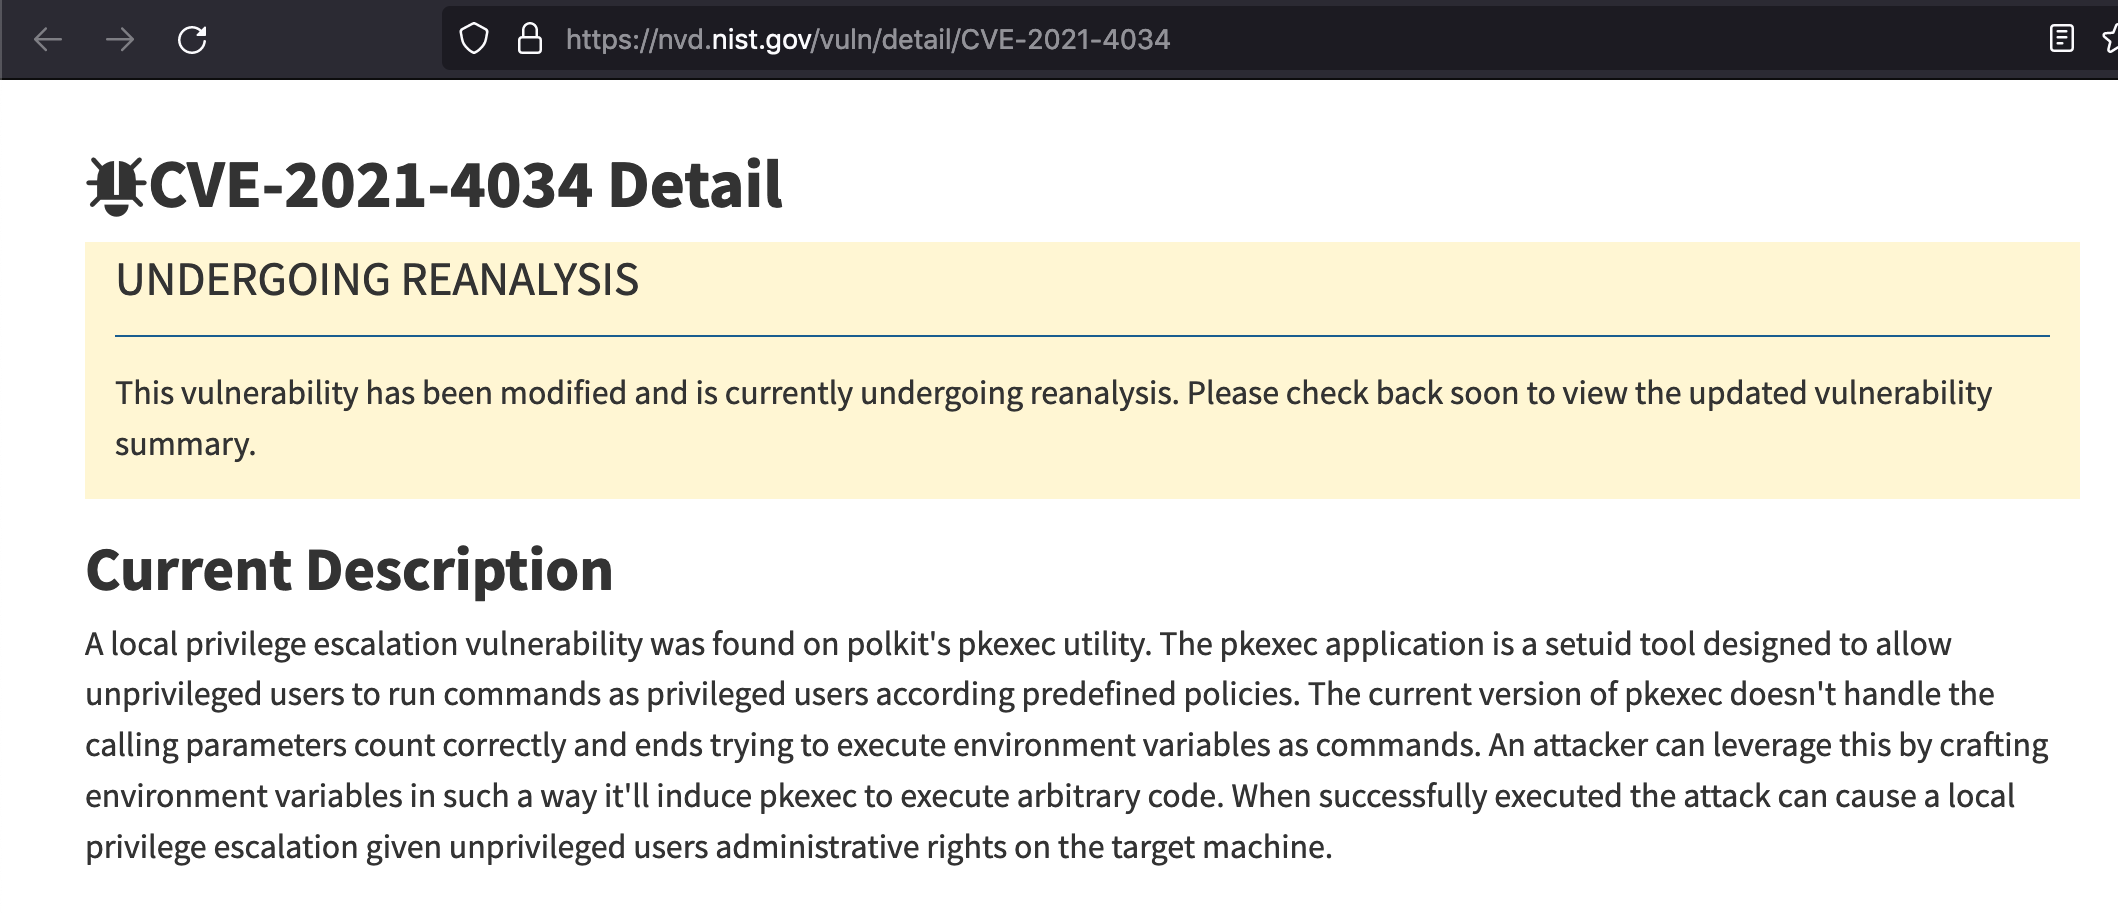 https://nvd.nist.gov/vuln/detail/CVE-2021-4034
CVE-2021-4034 Detail
UNDERGOING REANALYSIS
This vulnerability has been modified and is currently undergoing reanalysis. Please check back soon to view the updated vulnerability
summary.
Current Description
A local privilege escalation vulnerability was found on polkit's pkexec utility. The pkexec application is a setuid tool designed to allow
unprivileged users to run commands as privileged users according predefined policies. The current version of pkexec doesn't handle the
calling parameters count correctly and ends trying to execute environment variables as commands. An attacker can leverage this by crafting
environment variables in such a way it'll induce pkexec to execute arbitrary code. When successfully executed the attack can cause a local
privilege escalation given unprivileged users administrative rights on the target machine.